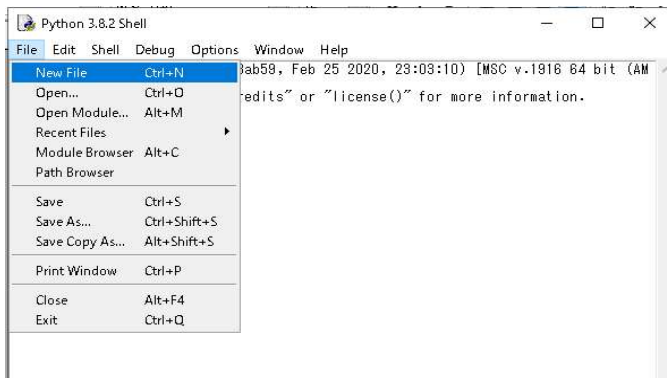 Python 3.8.2 Shell
File Edit Shell Debug Options Window Help
New File Ctrl+N
3ab59, Feb 25 2020, 23:03:10) [MSC v.1916 64 bit (AM
Open... Ctrl+O
redits" or "license()" for more information.
Open Module... Alt+M
Recent Files
Module Browser Alt+C
Path Browser
Save Ctrl+S
Save As... Ctrl+Shift+S
Save Copy As... Alt+Shift+S
Print Window Ctrl+P
Close Alt+F4
Exit Ctrl+Q